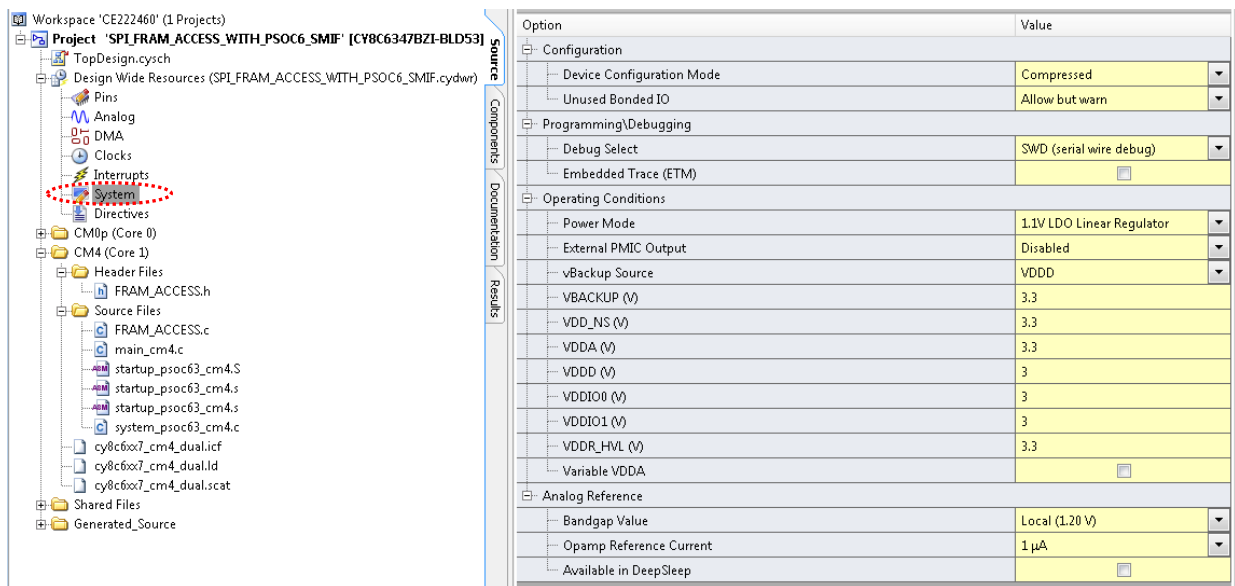 Workspace 'CE222460' (1 Projects)
Project 'SPI_FRAM_ACCESS_WITH_PSOC6_SMIF' [CY8C6347BZI-BLD53]
TopDesign.cysch
Design Wide Resources (SPI_FRAM_ACCESS_WITH_PSOC6_SMIF.cydwr)
Pins
Analog
DMA
Clocks
Interrupts
System
Directives
CM0p (Core 0)
CM4 (Core 1)
Header Files
h FRAM_ACCESS.h
Source Files
c FRAM_ACCESS.c
c main_cm4.c
ASM startup_psoc63_cm4.S
ASM startup_psoc63_cm4.s
ASM startup_psoc63_cm4.s
c system_psoc63_cm4.c
cy8c6xx7_cm4_dual.icf
cy8c6xx7_cm4_dual.ld
cy8c6xx7_cm4_dual.scat
Shared Files
Generated_Source
Source
Components
Documentation
Results
Option Value
Configuration
Device Configuration Mode Compressed
Unused Bonded IO Allow but warn
Programming\Debugging
Debug Select SWD (serial wire debug)
Embedded Trace (ETM)
Operating Conditions
Power Mode 1.1V LDO Linear Regulator
External PMIC Output Disabled
vBackup Source VDDD
VBACKUP (V) 3.3
VDD_NS (V) 3.3
VDDA (V) 3.3
VDDD (V) 3
VDDIO0 (V) 3
VDDIO1 (V) 3
VDDR_HVL (V) 3.3
Variable VDDA
Analog Reference
Bandgap Value Local (1.20 V)
Opamp Reference Current 1 µA
Available in DeepSleep